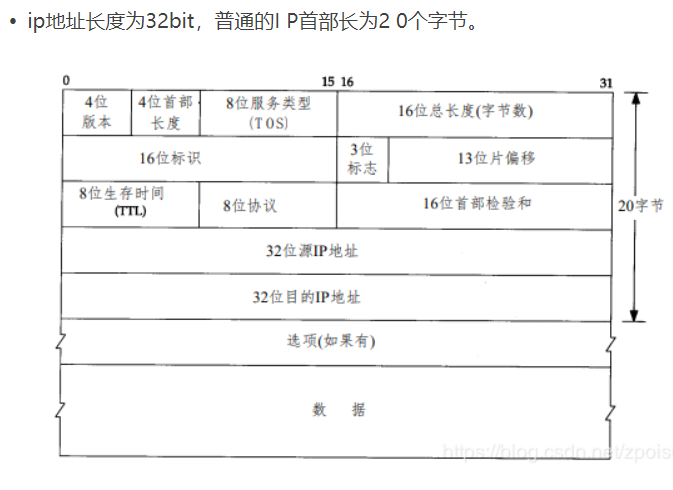 • ip地址长度为32bit，普通的I P首部长为2 0个字节。
0 15 16 31
4位版本 4位首部长度 8位服务类型(TOS) 16位总长度(字节数)
16位标识 3位标志 13位片偏移
8位生存时间(TTL) 8位协议 16位首部检验和
20字节
32位源IP地址
32位目的IP地址
选项(如果有)
数 据
https://blog.csdn.net/zpois